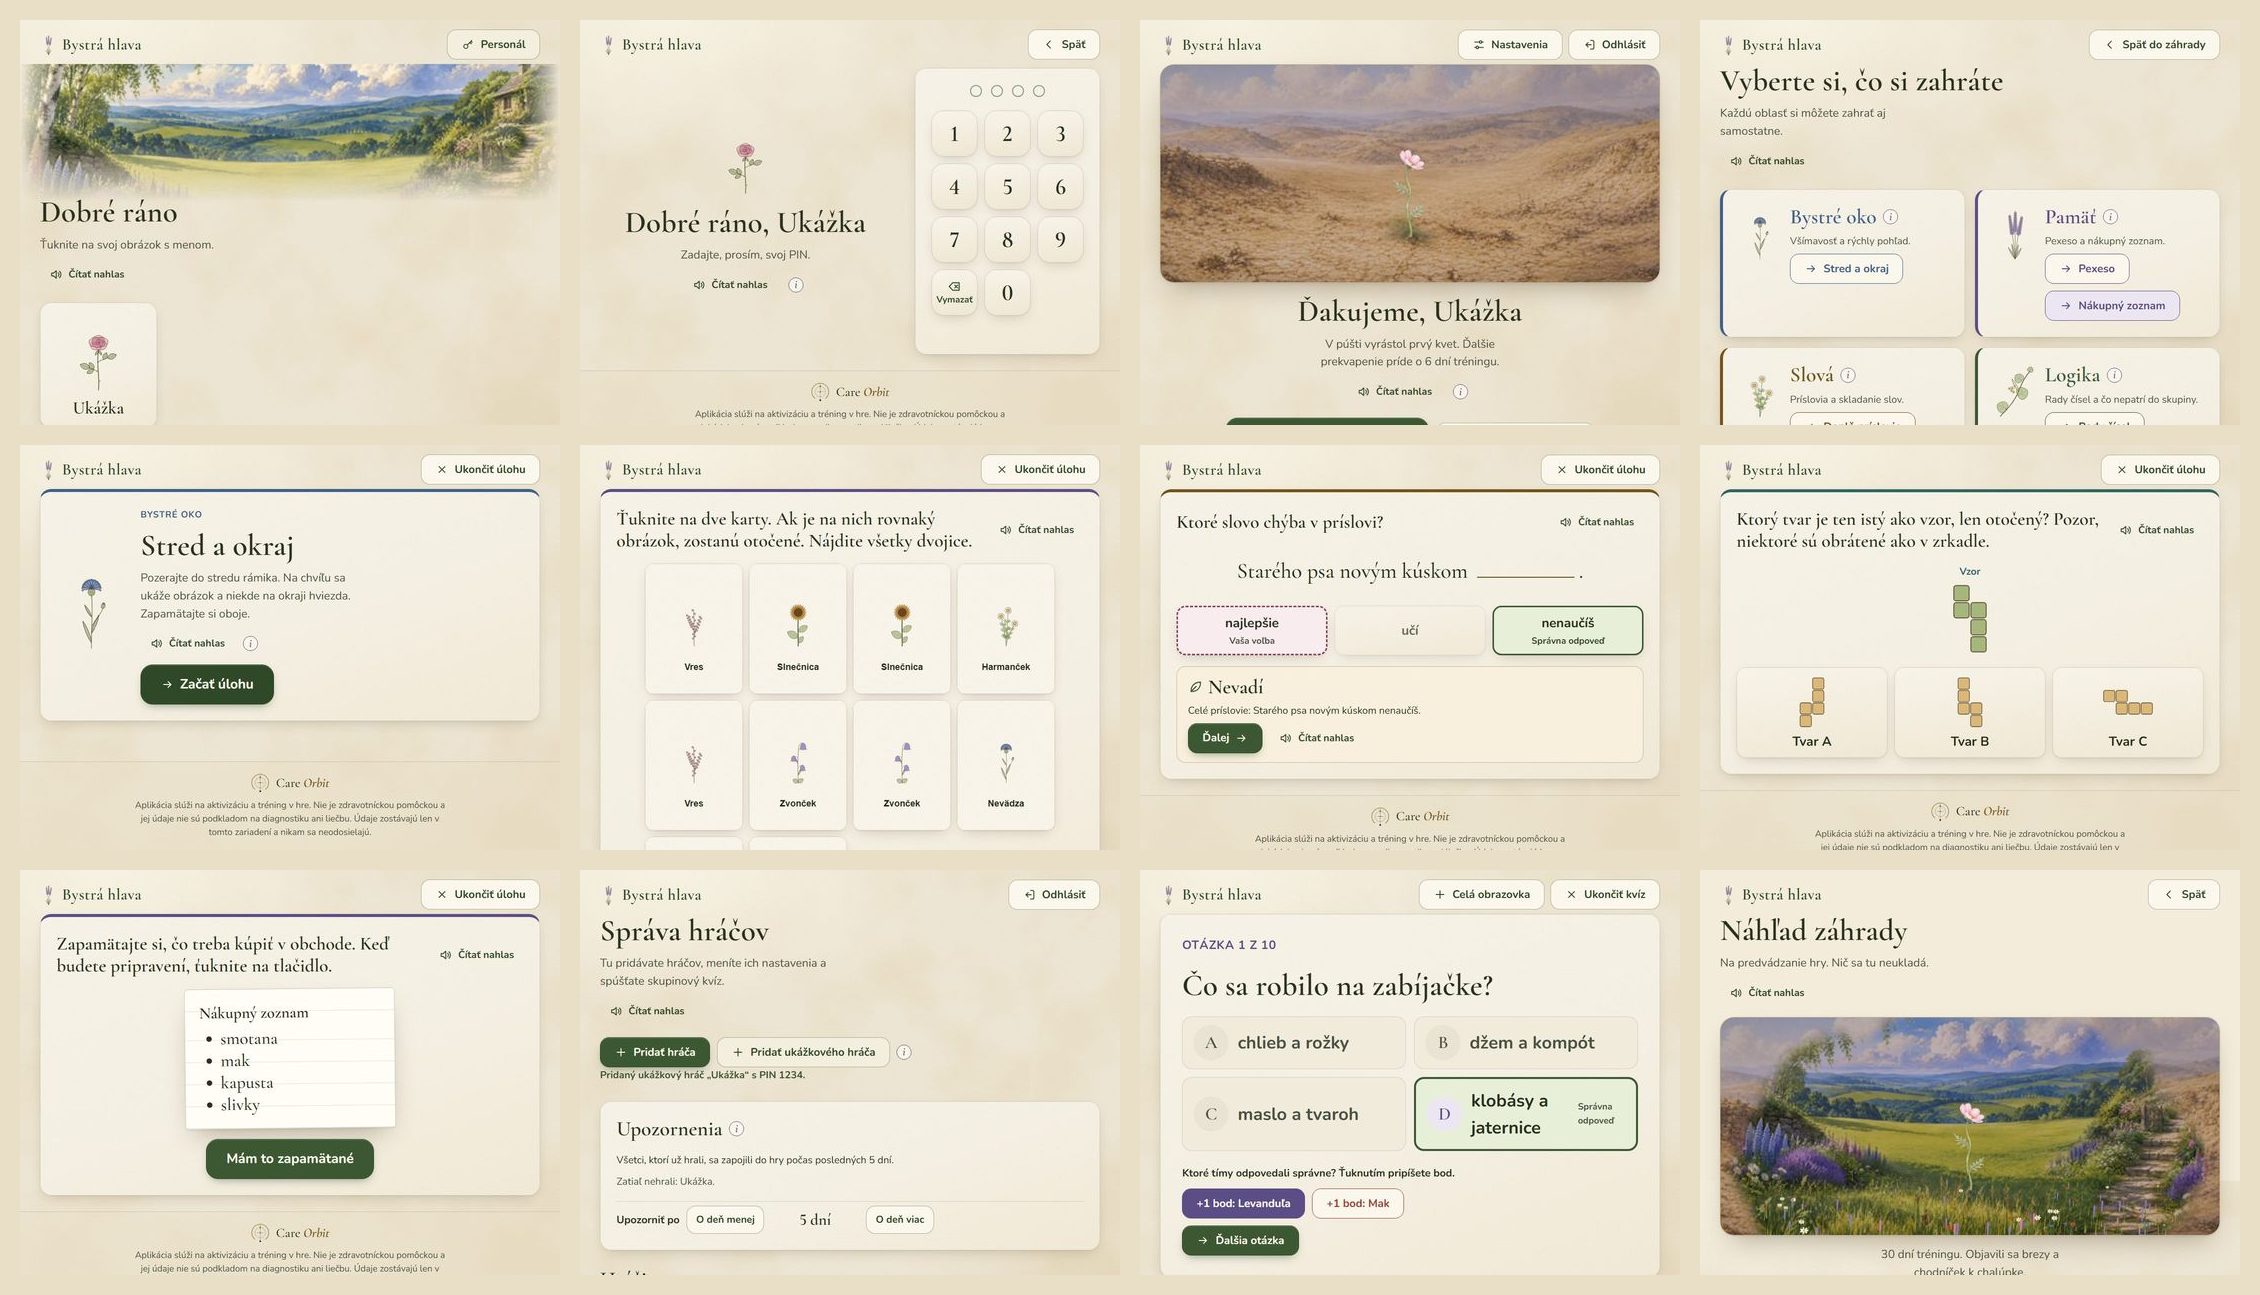 Bystrá hlava
Personál
Dobré ráno
Ťuknite na svoj obrázok s menom.
Čítať nahlas
Ukážka
Bystrá hlava
Späť
Dobré ráno, Ukážka
Zadajte, prosím, svoj PIN.
Čítať nahlas
i
1 2 3
4 5 6
7 8 9
Vymazať 0
Care Orbit
Aplikácia slúži na aktivizáciu a tréning v hre. Nie je zdravotníckou pomôckou a
Bystrá hlava
Nastavenia
Odhlásiť
Ďakujeme, Ukážka
V púšti vyrástol prvý kvet. Ďalšie
prekvapenie príde o 6 dní tréningu.
Čítať nahlas
i
Bystrá hlava
Späť do záhrady
Vyberte si, čo si zahráte
Každú oblasť si môžete zahrať aj
samostatne.
Čítať nahlas
Bystré oko i
Všímavosť a rýchly pohľad.
Stred a okraj
Pamäť i
Pexeso a nákupný zoznam.
Pexeso
Nákupný zoznam
Slová i
Príslovia a skladanie slov.
Logika i
Rady čísel a čo nepatrí do skupiny.
Bystrá hlava
Ukončiť úlohu
BYSTRÉ OKO
Stred a okraj
Pozerajte do stredu rámika. Na chvíľu sa
ukáže obrázok a niekde na okraji hviezda.
Zapamätajte si oboje.
Čítať nahlas
i
Začať úlohu
Care Orbit
Aplikácia slúži na aktivizáciu a tréning v hre. Nie je zdravotníckou pomôckou a
jej údaje nie sú podkladom na diagnostiku ani liečbu. Údaje zostávajú len v
tomto zariadení a nikam sa neodosielajú.
Bystrá hlava
Ukončiť úlohu
Ťuknite na dve karty. Ak je na nich rovnaký
obrázok, zostanú otočené. Nájdite všetky dvojice.
Čítať nahlas
Vres Slnečnica Slnečnica Harmanček
Vres Zvonček Zvonček Nevädza
Bystrá hlava
Ukončiť úlohu
Ktoré slovo chýba v prísloví?
Čítať nahlas
Starého psa novým kúskom ________ .
najlepšie
Vaša voľba
učí
nenaučíš
Správna odpoveď
Nevadí
Celé príslovie: Starého psa novým kúskom nenaučíš.
Ďalej
Čítať nahlas
Care Orbit
Aplikácia slúži na aktivizáciu a tréning v hre. Nie je zdravotníckou pomôckou a
Bystrá hlava
Ukončiť úlohu
Ktorý tvar je ten istý ako vzor, len otočený? Pozor,
niektoré sú obrátené ako v zrkadle.
Čítať nahlas
Vzor
Tvar A Tvar B Tvar C
Care Orbit
Aplikácia slúži na aktivizáciu a tréning v hre. Nie je zdravotníckou pomôckou a
jej údaje nie sú podkladom na diagnostiku ani liečbu. Údaje zostávajú len v
Bystrá hlava
Ukončiť úlohu
Zapamätajte si, čo treba kúpiť v obchode. Keď
budete pripravení, ťuknite na tlačidlo.
Čítať nahlas
Nákupný zoznam
• smotana
• mak
• kapusta
• slivky
Mám to zapamätané
Care Orbit
Aplikácia slúži na aktivizáciu a tréning v hre. Nie je zdravotníckou pomôckou a
jej údaje nie sú podkladom na diagnostiku ani liečbu. Údaje zostávajú len v
Bystrá hlava
Odhlásiť
Správa hráčov
Tu pridávate hráčov, meníte ich nastavenia a
spúšťate skupinový kvíz.
Čítať nahlas
Pridať hráča
Pridať ukážkového hráča
i
Pridaný ukážkový hráč „Ukážka“ s PIN 1234.
Upozornenia i
Všetci, ktorí už hrali, sa zapojili do hry počas posledných 5 dní.
Zatiaľ nehrali: Ukážka.
Upozorniť po
O deň menej
5 dní
O deň viac
Bystrá hlava
Celá obrazovka
Ukončiť kvíz
OTÁZKA 1 Z 10
Čo sa robilo na zabíjačke?
A chlieb a rožky
B džem a kompót
C maslo a tvaroh
D klobásy a
jaternice
Správna
odpoveď
Ktoré tímy odpovedali správne? Ťuknutím pripíšete bod.
+1 bod: Levanduľa
+1 bod: Mak
Ďalšia otázka
Bystrá hlava
Späť
Náhľad záhrady
Na predvádzanie hry. Nič sa tu neukladá.
Čítať nahlas
30 dní tréningu. Objavili sa brezy a
chodníček k chalúpke.